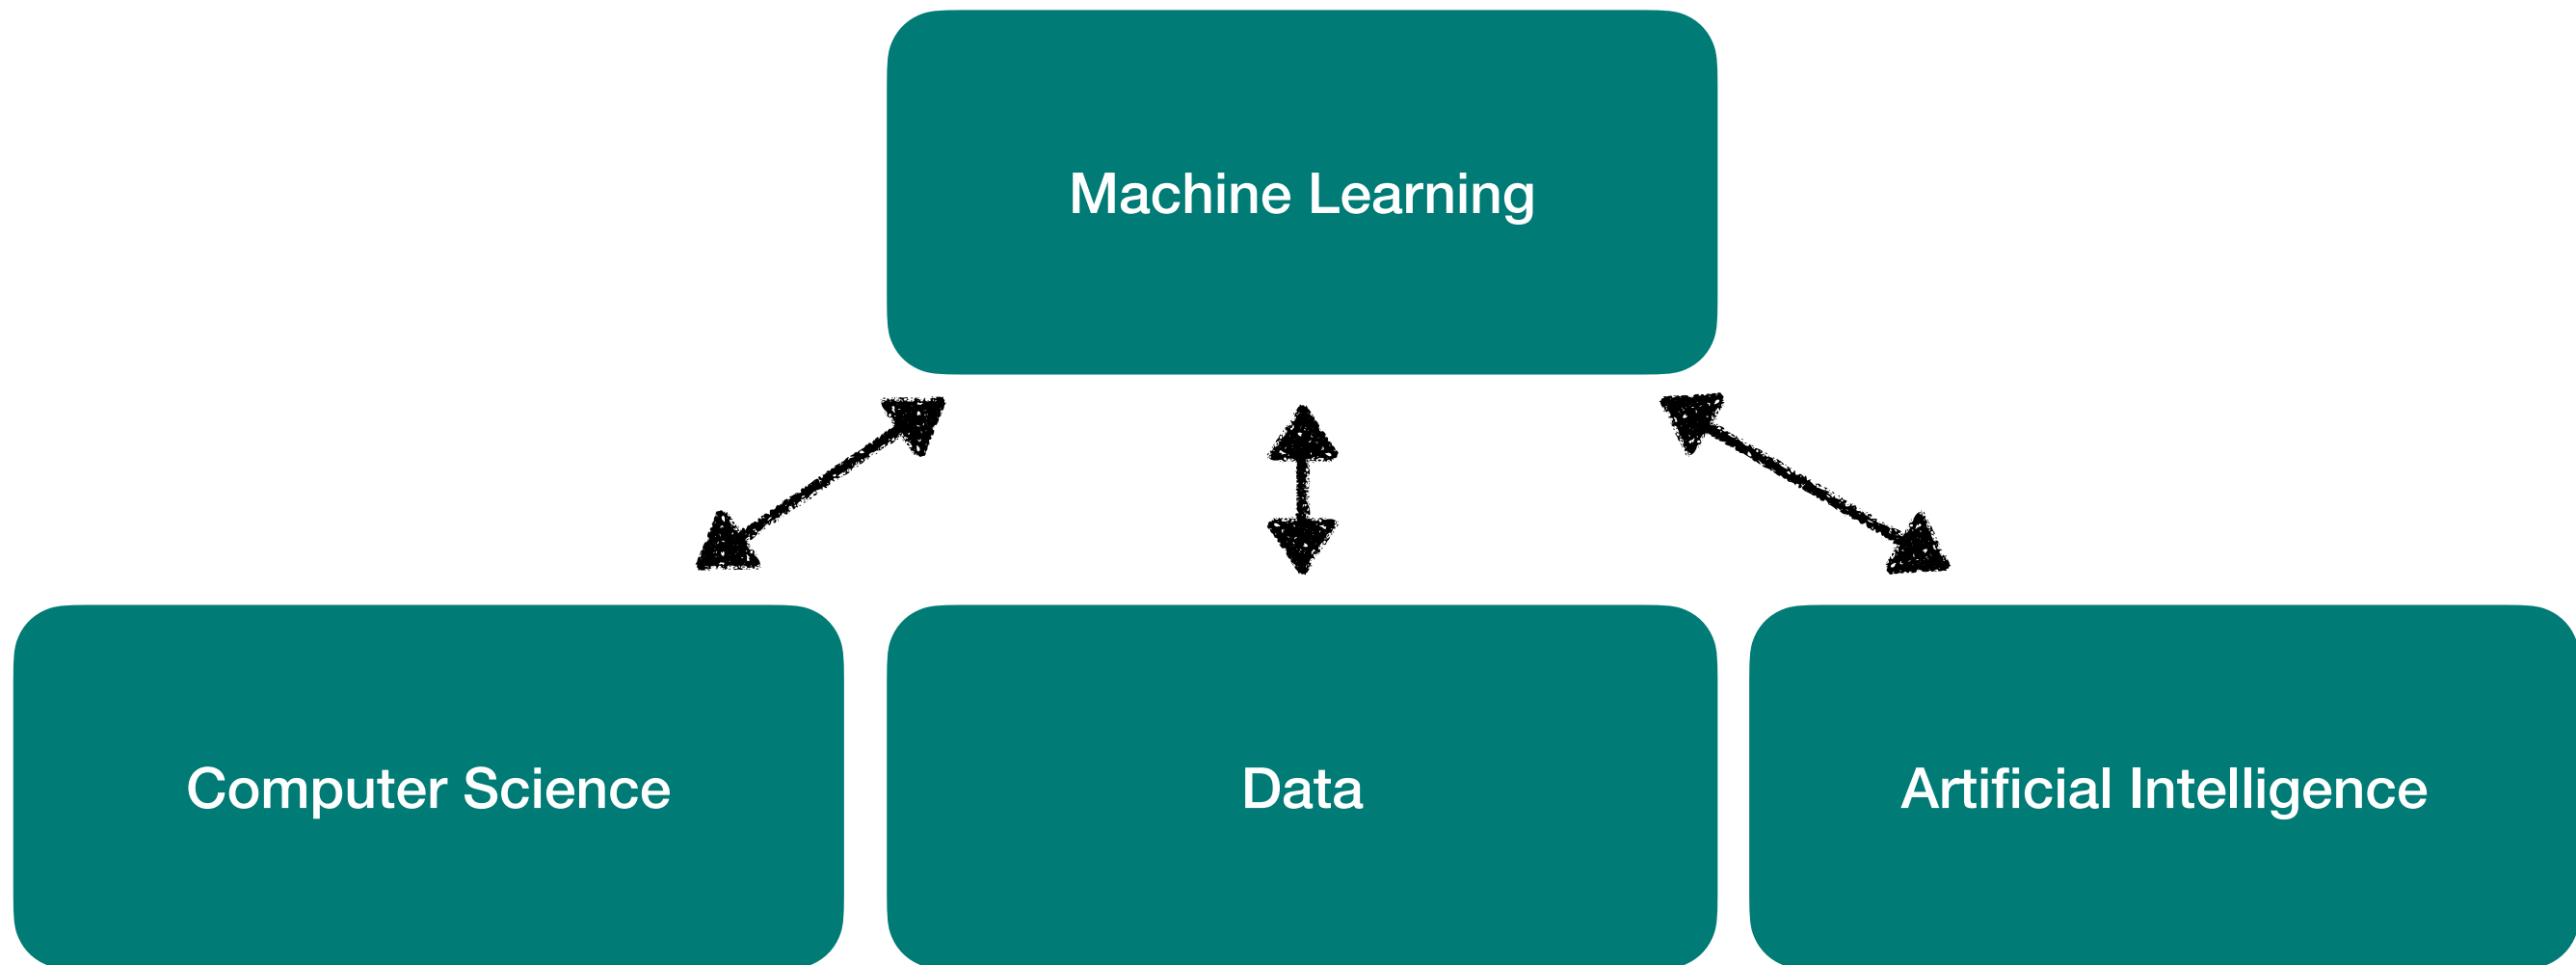 Machine Learning
Computer Science
Data
Artificial Intelligence